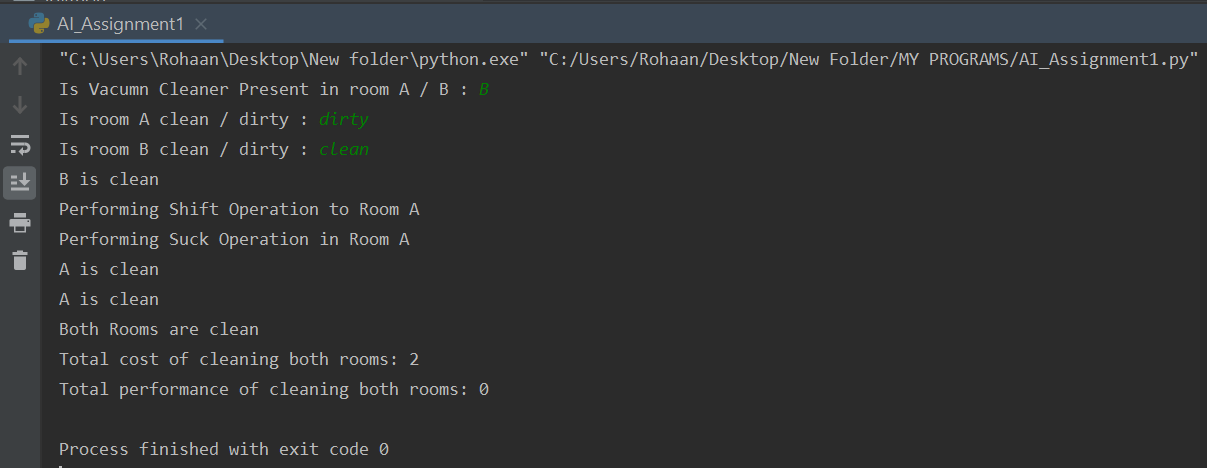 AI_Assignment1
"C:\Users\Rohaan\Desktop\New folder\python.exe" "C:/Users/Rohaan/Desktop/New Folder/MY PROGRAMS/AI_Assignment1.py"
Is Vacumn Cleaner Present in room A / B : B
Is room A clean / dirty : dirty
Is room B clean / dirty : clean
B is clean
Performing Shift Operation to Room A
Performing Suck Operation in Room A
A is clean
A is clean
Both Rooms are clean
Total cost of cleaning both rooms: 2
Total performance of cleaning both rooms: 0
Process finished with exit code 0